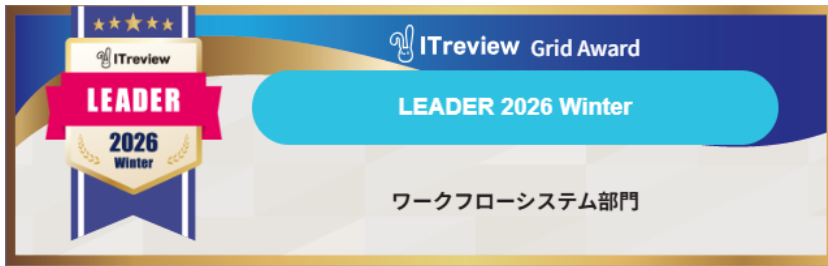 ITreview
LEADER
2026
Winter
ITreview Grid Award
LEADER 2026 Winter
ワークフローシステム部門